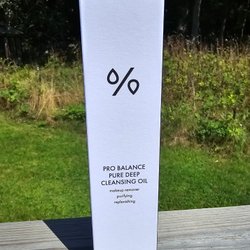 PRO BALANCE
PURE DEEP
CLEANSING OIL
makeup remover
purifying
replenishing